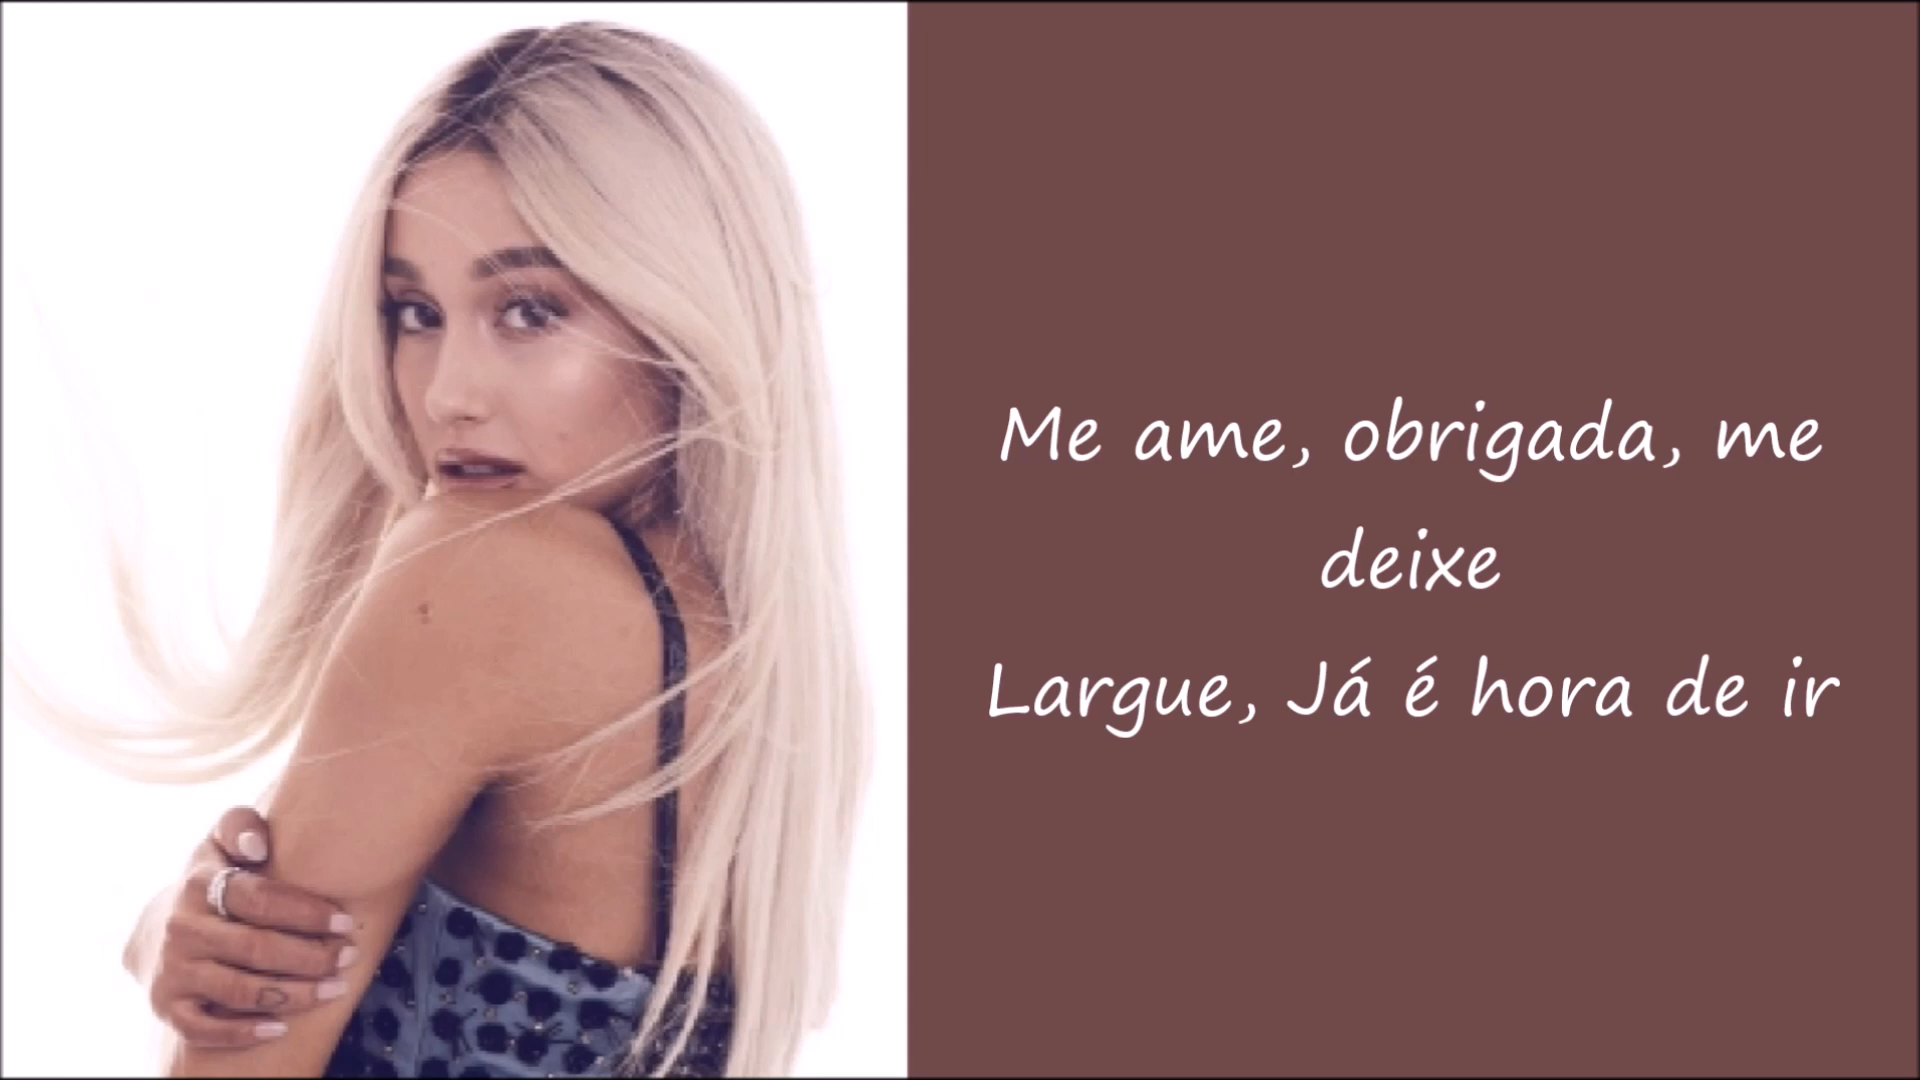 Me ame, obrigada, me
deixe
Largue, Já é hora de ir